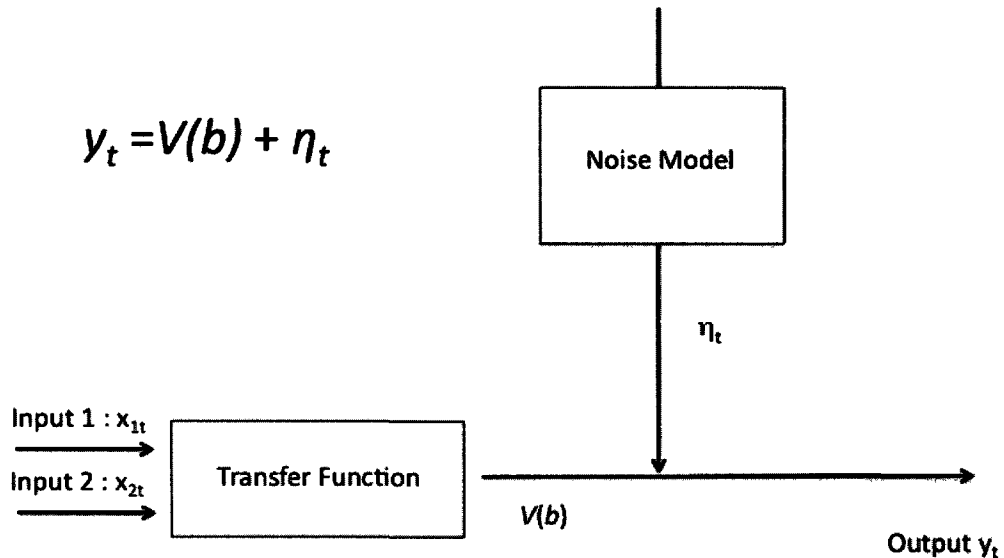 y_t = V(b) + η_t
Noise Model
η_t
Input 1 : x_1t
Input 2 : x_2t
Transfer Function
V(b)
Output y_t